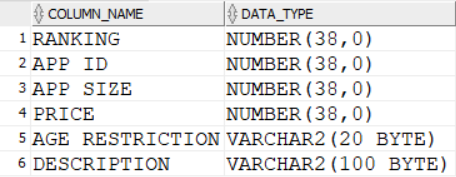 COLUMN_NAME DATA_TYPE
1 RANKING NUMBER(38,0)
2 APP ID NUMBER(38,0)
3 APP SIZE NUMBER(38,0)
4 PRICE NUMBER(38,0)
5 AGE RESTRICTION VARCHAR2(20 BYTE)
6 DESCRIPTION VARCHAR2(100 BYTE)